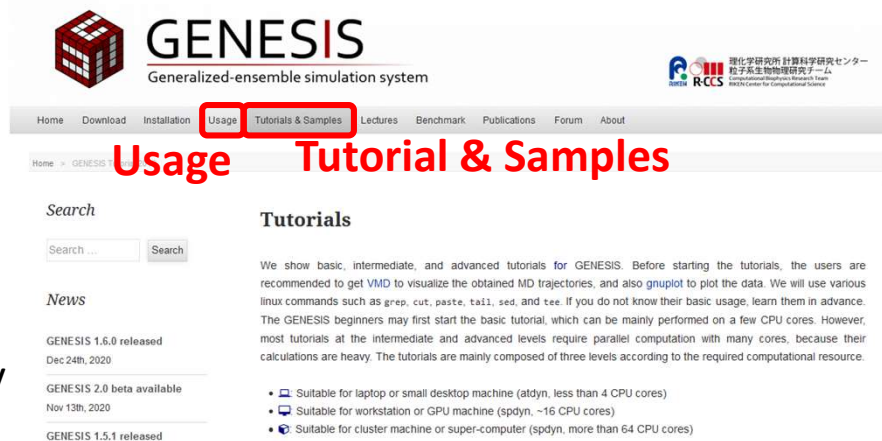 GENESIS
Generalized-ensemble simulation system
RIKEN R-CCS
理化学研究所 計算科学研究センター
粒子系生物物理研究チーム
Computational Biophysics Research Team
RIKEN Center for Computational Science
Home Download Installation Usage Tutorials & Samples Lectures Benchmark Publications Forum About
Usage Tutorial & Samples
Home > GENESIS
Search
Search ... Search
News
GENESIS 1.6.0 released
Dec 24th, 2020
GENESIS 2.0 beta available
Nov 13th, 2020
GENESIS 1.5.1 released
Tutorials
We show basic, intermediate, and advanced tutorials for GENESIS. Before starting the tutorials, the users are
recommended to get VMD to visualize the obtained MD trajectories, and also gnuplot to plot the data. We will use various
linux commands such as grep, cut, paste, tail, sed, and tee. If you do not know their basic usage, learn them in advance.
The GENESIS beginners may first start the basic tutorial, which can be mainly performed on a few CPU cores. However,
most tutorials at the intermediate and advanced levels require parallel computation with many cores, because their
calculations are heavy. The tutorials are mainly composed of three levels according to the required computational resource.
• : Suitable for laptop or small desktop machine (atdyn, less than 4 CPU cores)
• : Suitable for workstation or GPU machine (spdyn, ~16 CPU cores)
• : Suitable for cluster machine or super-computer (spdyn, more than 64 CPU cores)